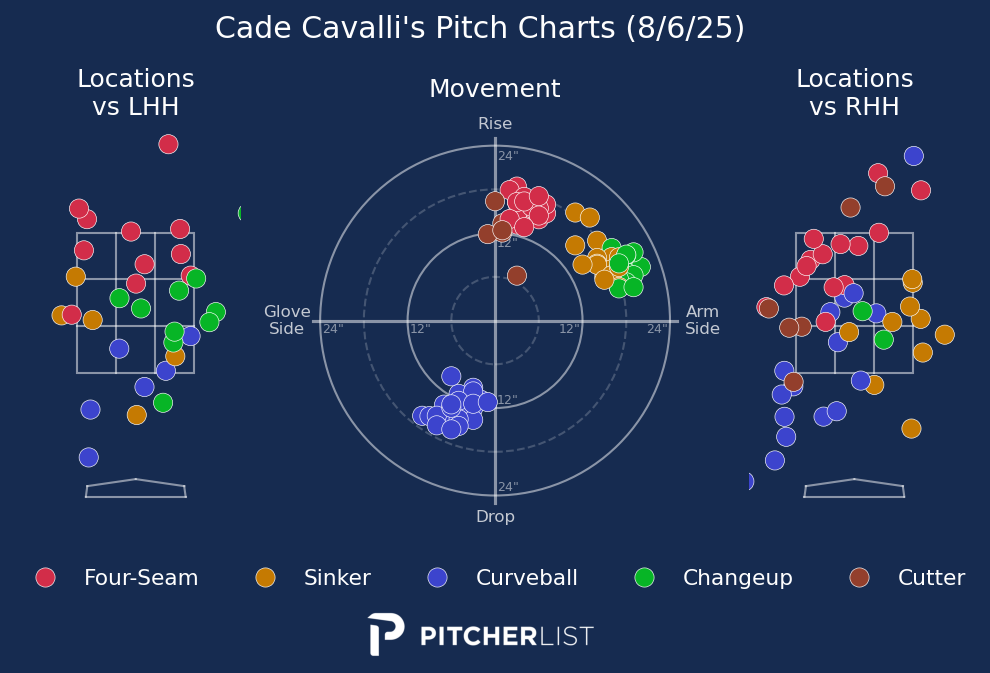 Cade Cavalli's Pitch Charts (8/6/25)
Locations
vs LHH
Movement
Locations
vs RHH
Rise
24"
12"
Glove
Side
24"
12"
12"
24"
Arm
Side
12"
24"
Drop
Four-Seam
Sinker
Curveball
Changeup
Cutter
PITCHERLIST